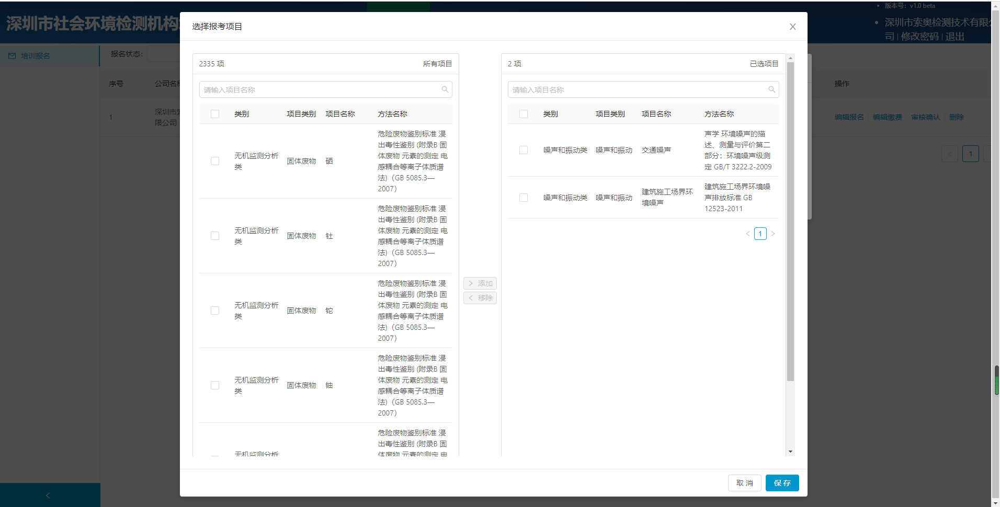 版本号：v1.0 beta
深圳市社会环境检测机构
深圳市索奥检测技术有限公
司 | 修改密码 | 退出
选择报考项目
培训报名
报名状态：
序号
公司名称
操作
1
深圳市索
限公司
编辑报名 编辑缴费 审核确认 删除
< 1
2335 项 所有项目
请输入项目名称
类别 项目类别 项目名称 方法名称
无机监测分析
类
固体废物
硒
危险废物鉴别标准 浸
出毒性鉴别 (附录B 固
体废物 元素的测定 电
感耦合等离子体质谱
法)（GB 5085.3—
2007）
无机监测分析
类
固体废物
钍
危险废物鉴别标准 浸
出毒性鉴别 (附录B 固
体废物 元素的测定 电
感耦合等离子体质谱
法)（GB 5085.3—
2007）
无机监测分析
类
固体废物
铊
危险废物鉴别标准 浸
出毒性鉴别 (附录B 固
体废物 元素的测定 电
感耦合等离子体质谱
法)（GB 5085.3—
2007）
无机监测分析
类
固体废物
铀
危险废物鉴别标准 浸
出毒性鉴别 (附录B 固
体废物 元素的测定 电
感耦合等离子体质谱
法)（GB 5085.3—
2007）
无机监测分析
危险废物鉴别标准 浸
出毒性鉴别 (附录B 固
体废物 元素的测定 电
> 添加
< 移除
2 项 已选项目
请输入项目名称
类别 项目类别 项目名称 方法名称
噪声和振动类 噪声和振动 交通噪声
声学 环境噪声的描
述、测量与评价第二
部分：环境噪声级测
定 GB/T 3222.2-2009
噪声和振动类 噪声和振动
建筑施工场界环
境噪声
建筑施工场界环境噪
声排放标准 GB
12523-2011
< 1 >
取 消 保 存